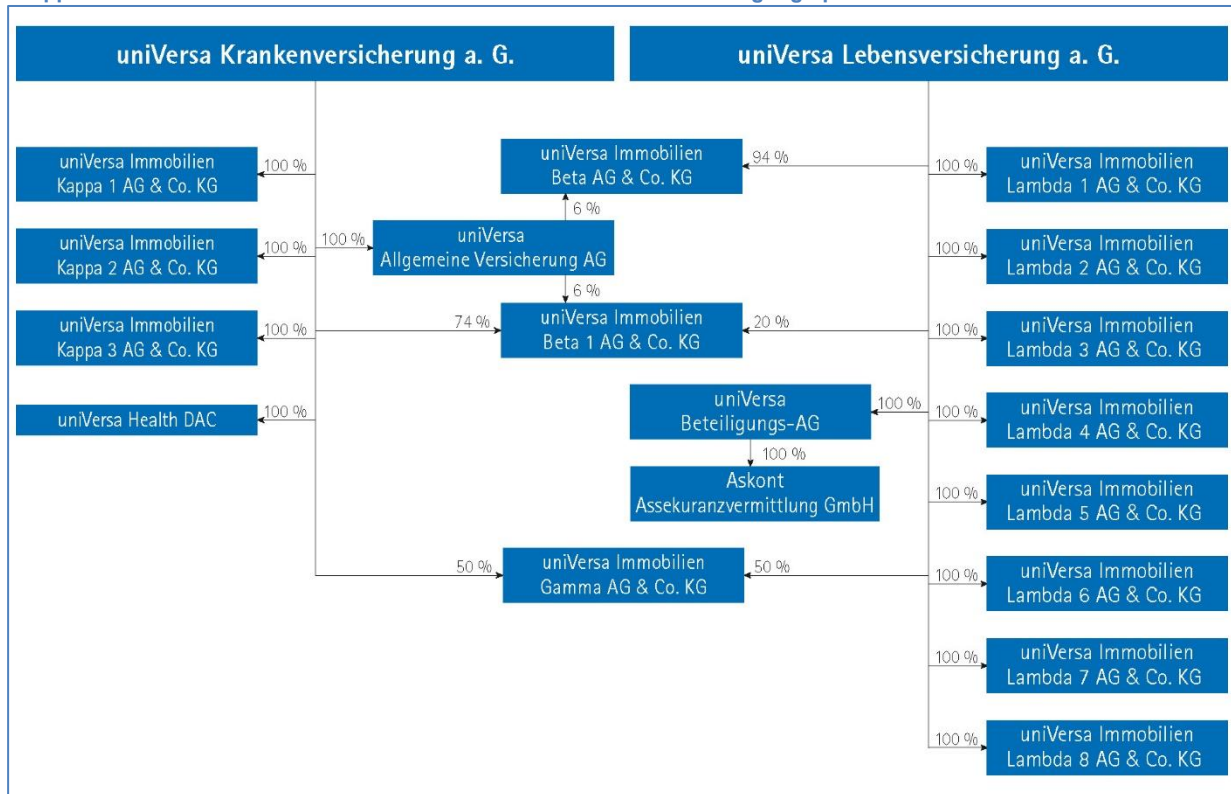 uniVersa Krankenversicherung a. G.
uniVersa Lebensversicherung a. G.
uniVersa Immobilien
Kappa 1 AG & Co. KG
100 %
uniVersa Immobilien
Beta AG & Co. KG
94 %
100 %
uniVersa Immobilien
Lambda 1 AG & Co. KG
6 %
uniVersa Immobilien
Kappa 2 AG & Co. KG
100 %
100 %
uniVersa
Allgemeine Versicherung AG
100 %
uniVersa Immobilien
Lambda 2 AG & Co. KG
6 %
uniVersa Immobilien
Kappa 3 AG & Co. KG
100 %
74 %
uniVersa Immobilien
Beta 1 AG & Co. KG
20 %
100 %
uniVersa Immobilien
Lambda 3 AG & Co. KG
uniVersa Health DAC
100 %
uniVersa
Beteiligungs-AG
100 %
100 %
uniVersa Immobilien
Lambda 4 AG & Co. KG
100 %
Askont
Assekuranzvermittlung GmbH
100 %
uniVersa Immobilien
Lambda 5 AG & Co. KG
50 %
uniVersa Immobilien
Gamma AG & Co. KG
50 %
100 %
uniVersa Immobilien
Lambda 6 AG & Co. KG
100 %
uniVersa Immobilien
Lambda 7 AG & Co. KG
100 %
uniVersa Immobilien
Lambda 8 AG & Co. KG